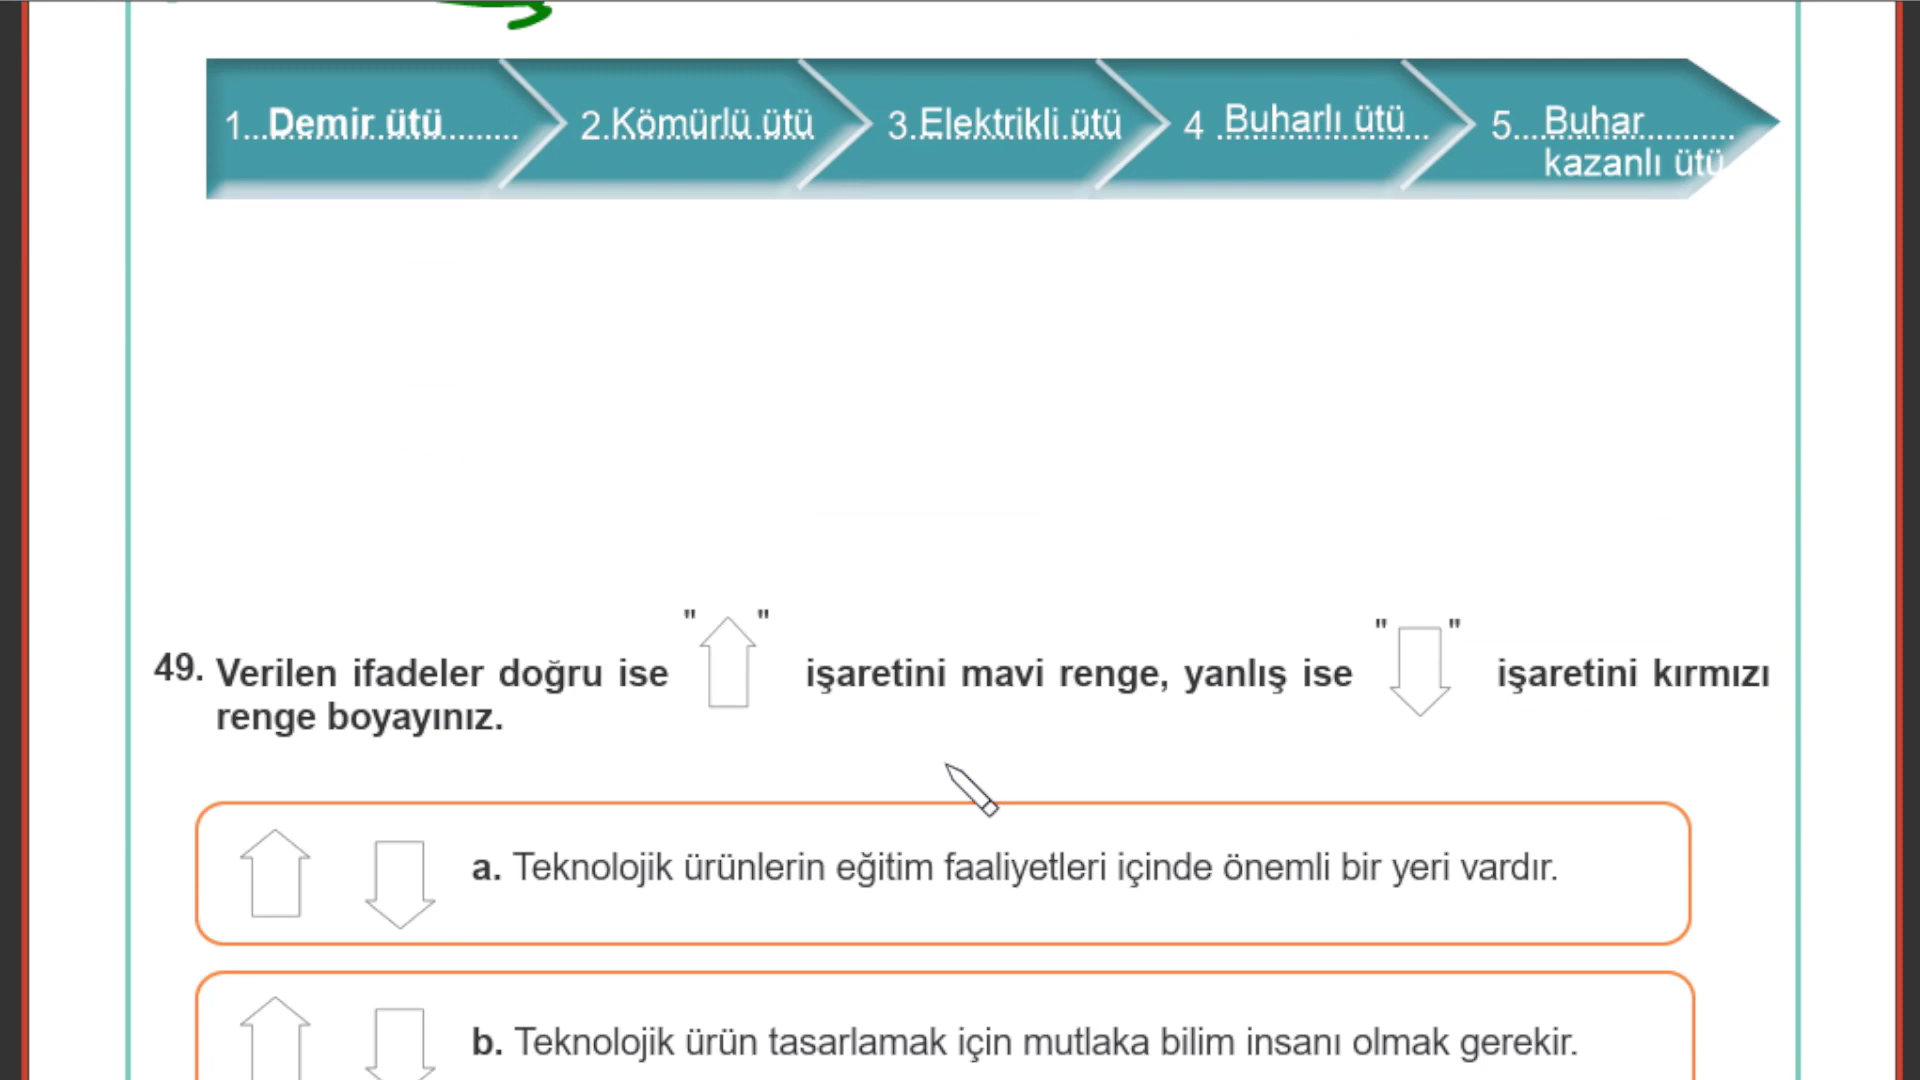 1...Demir ütü.........
2.Kömürlü ütü
3.Elektrikli ütü
4 .Buharlı ütü..
5....Buhar..........
kazanlı ütü
49. Verilen ifadeler doğru ise " " işaretini mavi renge, yanlış ise " " işaretini kırmızı
renge boyayınız.
a. Teknolojik ürünlerin eğitim faaliyetleri içinde önemli bir yeri vardır.
b. Teknolojik ürün tasarlamak için mutlaka bilim insanı olmak gerekir.